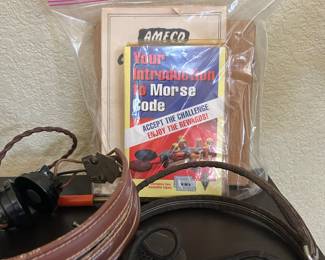 AMECO
Your
Introduction
to Morse
Code
ACCEPT THE CHALLENGE
ENJOY THE REWARDS!